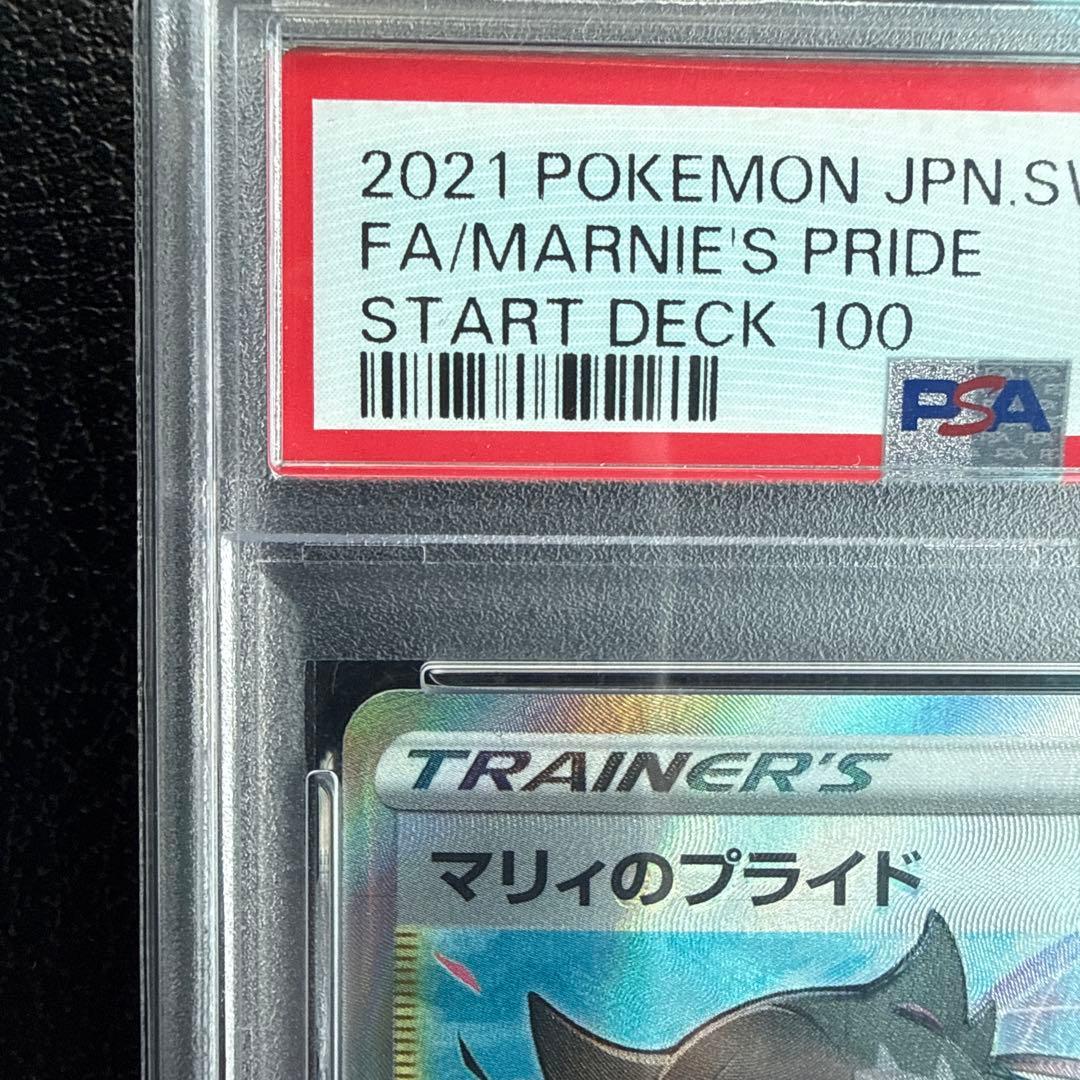 2021 POKEMON JPN.SW
FA/MARNIE'S PRIDE
START DECK 100
PSA
TRAINER'S
マリィのプライド